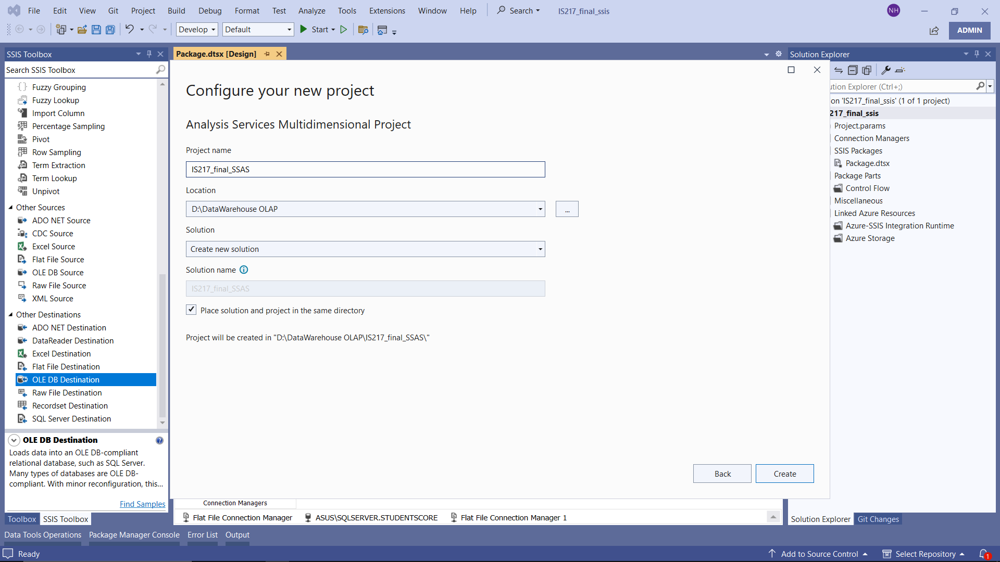 File Edit View Git Project Build Debug Format Test Analyze Tools Extensions Window Help Search IS217_final_ssis NH
Develop Default Start ADMIN
SSIS Toolbox
Search SSIS Toolbox
Fuzzy Grouping
Fuzzy Lookup
Import Column
Percentage Sampling
Pivot
Row Sampling
Term Extraction
Term Lookup
Unpivot
Other Sources
ADO NET Source
CDC Source
Excel Source
Flat File Source
OLE DB Source
Raw File Source
XML Source
Other Destinations
ADO NET Destination
DataReader Destination
Excel Destination
Flat File Destination
OLE DB Destination
Raw File Destination
Recordset Destination
SQL Server Destination
OLE DB Destination
Loads data into an OLE DB-compliant
relational database, such as SQL Server.
Many types of databases are OLE DB-
compliant. With minor reconfiguration, this...
Find Samples
Toolbox SSIS Toolbox
Package.dtsx [Design]
Configure your new project
Analysis Services Multidimensional Project
Project name
IS217_final_SSAS
Location
D:\DataWarehouse OLAP
...
Solution
Create new solution
Solution name
IS217_final_SSAS
Place solution and project in the same directory
Project will be created in "D:\DataWarehouse OLAP\IS217_final_SSAS\"
Back Create
Connection Managers
Flat File Connection Manager ASUS\SQLSERVER.STUDENTSCORE Flat File Connection Manager 1
Solution Explorer
ution Explorer (Ctrl+;)
on 'IS217_final_ssis' (1 of 1 project)
217_final_ssis
Project.params
Connection Managers
SSIS Packages
Package.dtsx
Package Parts
Control Flow
Miscellaneous
Linked Azure Resources
Azure-SSIS Integration Runtime
Azure Storage
Solution Explorer Git Changes
Data Tools Operations Package Manager Console Error List Output
Ready Add to Source Control Select Repository 1